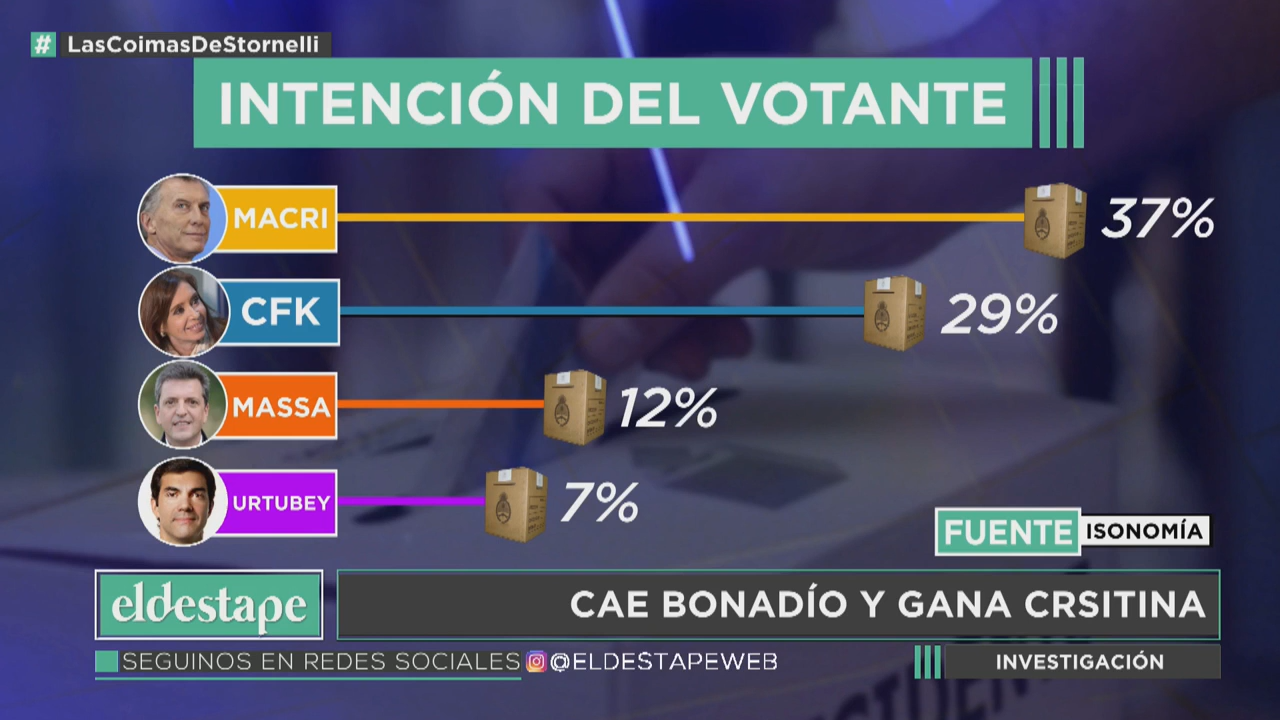 # LasCoimasDeStornelli
INTENCIÓN DEL VOTANTE
MACRI 37%
CFK 29%
MASSA 12%
URTUBEY 7%
FUENTE ISONOMÍA
eldestape
CAE BONADÍO Y GANA CRSITINA
SEGUINOS EN REDES SOCIALES @ELDESTAPEWEB
INVESTIGACIÓN